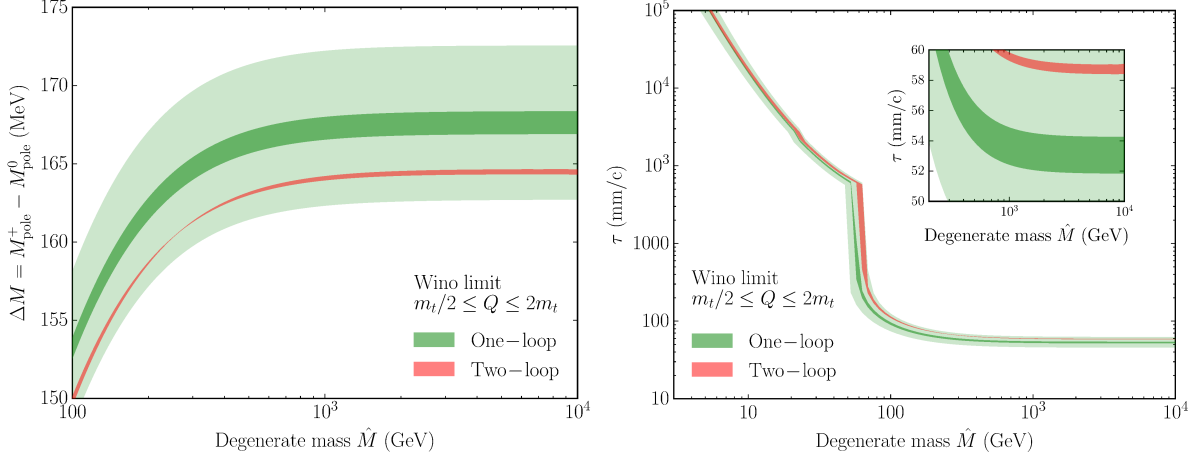 175
170
165
160
155
150
100
10³
10⁴
ΔM = M⁺pole − M⁰pole (MeV)
Degenerate mass M̂ (GeV)
Wino limit
mₜ/2 ≤ Q ≤ 2mₜ
One−loop
Two−loop
10⁵
10⁴
10³
1000
100
10
10
100
10³
10⁴
τ (mm/c)
Degenerate mass M̂ (GeV)
Wino limit
mₜ/2 ≤ Q ≤ 2mₜ
One−loop
Two−loop
60
58
56
54
52
50
10³
10⁴
τ (mm/c)
Degenerate mass M̂ (GeV)